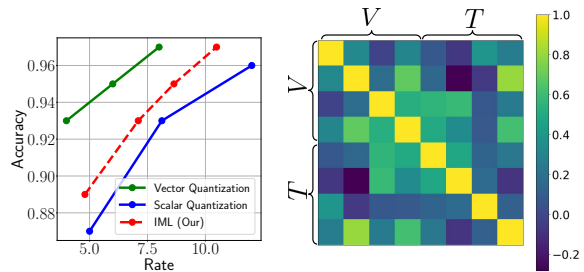 0.96
0.94
0.92
0.90
0.88
Accuracy
5.0
7.5
10.0
Rate
Vector Quantization
Scalar Quantization
IML (Our)
V
T
V
T
1.0
0.8
0.6
0.4
0.2
0.0
-0.2